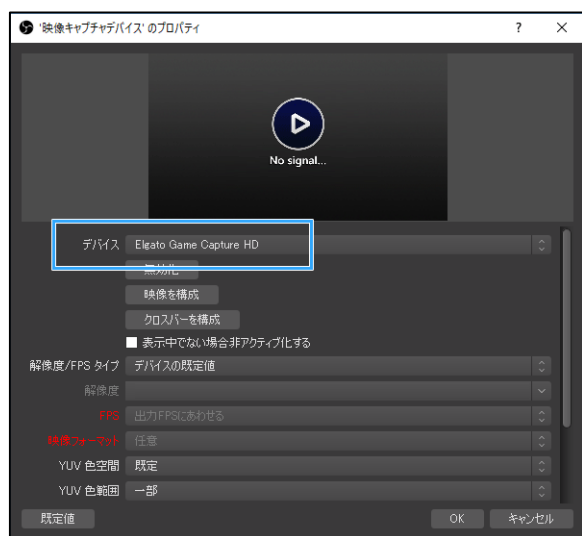 '映像キャプチャデバイス' のプロパティ
?
No signal...
デバイス Elgato Game Capture HD
無効化
映像を構成
クロスバーを構成
表示中でない場合非アクティブ化する
解像度/FPS タイプ デバイスの既定値
解像度
FPS 出力FPSにあわせる
映像フォーマット 任意
YUV 色空間 既定
YUV 色範囲 一部
既定値 OK キャンセル